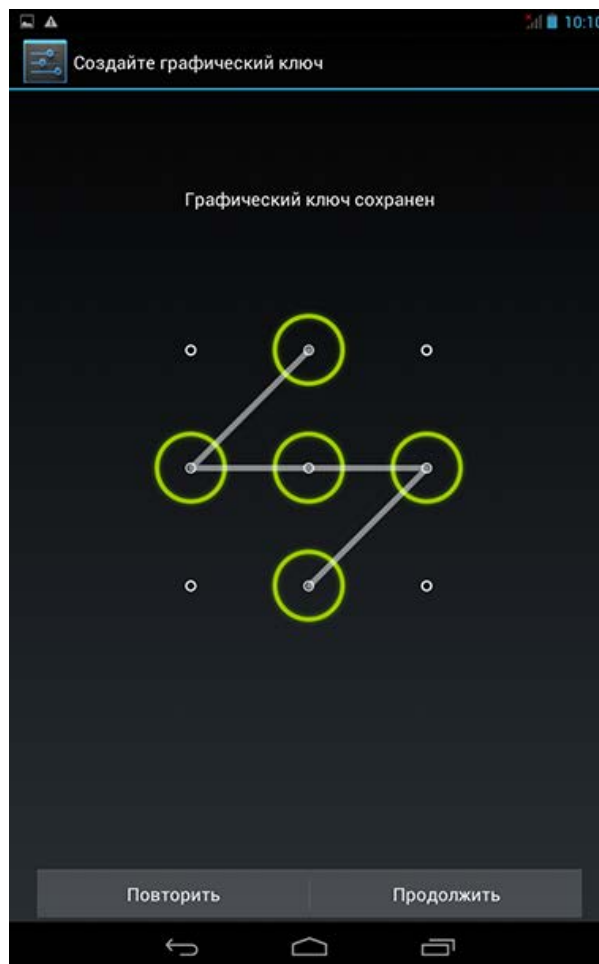 10:10
Создайте графический ключ
Графический ключ сохранен
Повторить
Продолжить